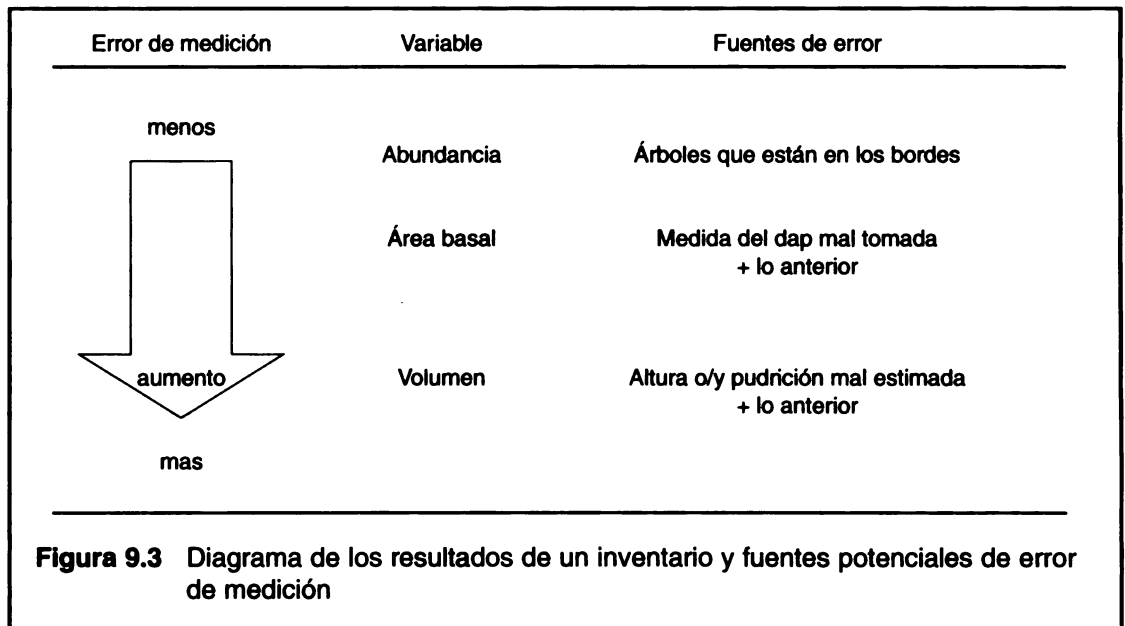 Error de medición Variable Fuentes de error
menos
Abundancia Árboles que están en los bordes
Área basal Medida del dap mal tomada
+ lo anterior
aumento Volumen Altura o/y pudrición mal estimada
+ lo anterior
mas
Figura 9.3 Diagrama de los resultados de un inventario y fuentes potenciales de error
de medición